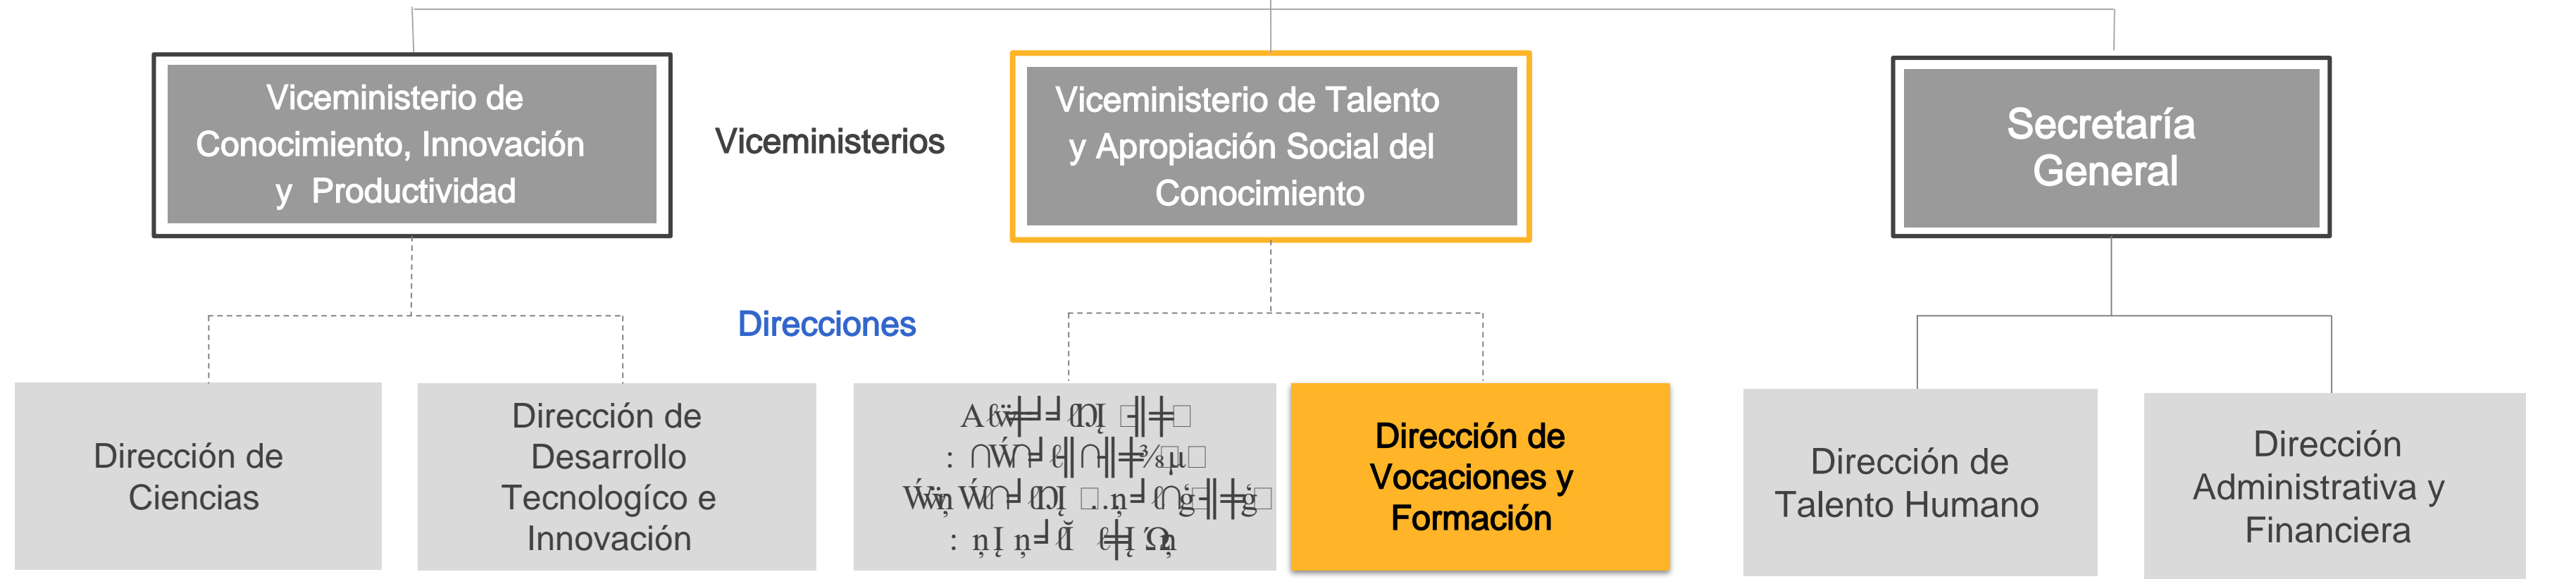 Viceministerio de
Conocimiento, Innovación
y Productividad
Viceministerios
Viceministerio de Talento
y Apropiación Social del
Conocimiento
Secretaría
General
Direcciones
Dirección de
Ciencias
Dirección de
Desarrollo
Tecnologíco e
Innovación
Dirección de
Vocaciones y
Formación
Dirección de
Talento Humano
Dirección
Administrativa y
Financiera